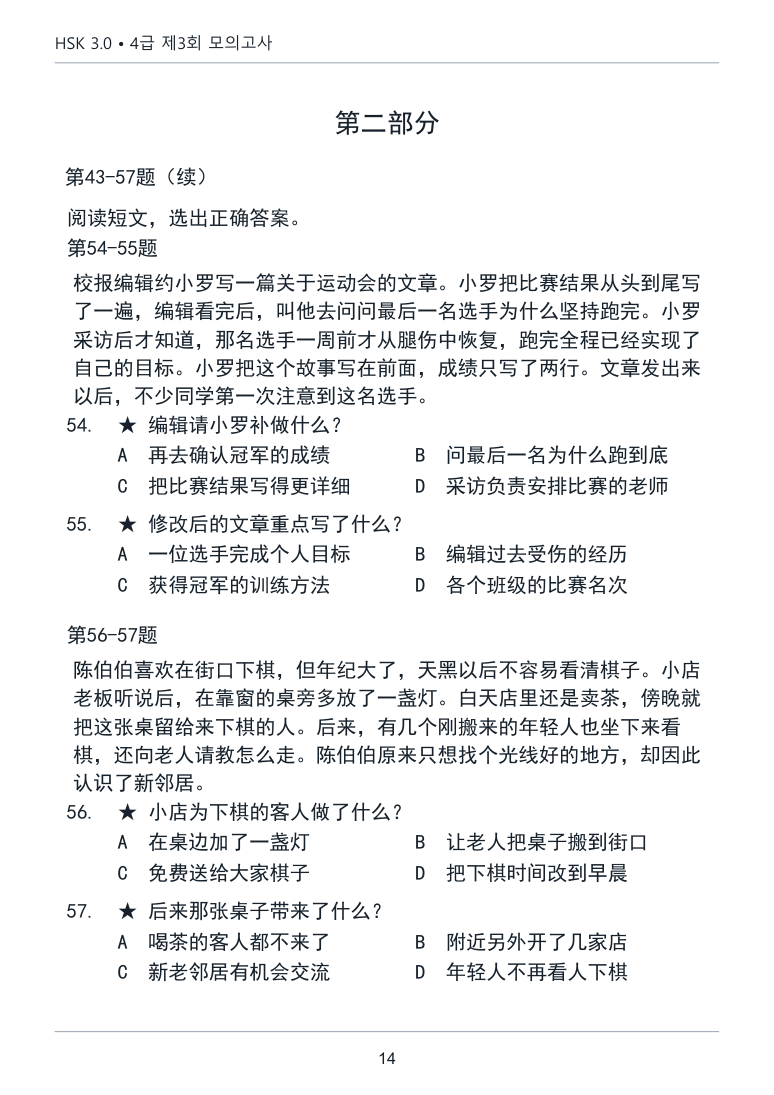 HSK 3.0 • 4급 제3회 모의고사
第二部分
第43-57题（续）
阅读短文，选出正确答案。
第54-55题
校报编辑约小罗写一篇关于运动会的文章。小罗把比赛结果从头到尾写
了一遍，编辑看完后，叫他去问问最后一名选手为什么坚持跑完。小罗
采访后才知道，那名选手一周前才从腿伤中恢复，跑完全程已经实现了
自己的目标。小罗把这个故事写在前面，成绩只写了两行。文章发出来
以后，不少同学第一次注意到这名选手。
54. ★ 编辑请小罗补做什么？
A 再去确认冠军的成绩 B 问最后一名为什么跑到底
C 把比赛结果写得更详细 D 采访负责安排比赛的老师
55. ★ 修改后的文章重点写了什么？
A 一位选手完成个人目标 B 编辑过去受伤的经历
C 获得冠军的训练方法 D 各个班级的比赛名次
第56-57题
陈伯伯喜欢在街口下棋，但年纪大了，天黑以后不容易看清棋子。小店
老板听说后，在靠窗的桌旁多放了一盏灯。白天店里还是卖茶，傍晚就
把这张桌留给来下棋的人。后来，有几个刚搬来的年轻人也坐下来看
棋，还向老人请教怎么走。陈伯伯原来只想找个光线好的地方，却因此
认识了新邻居。
56. ★ 小店为下棋的客人做了什么？
A 在桌边加了一盏灯 B 让老人把桌子搬到街口
C 免费送给大家棋子 D 把下棋时间改到早晨
57. ★ 后来那张桌子带来了什么？
A 喝茶的客人都不来了 B 附近另外开了几家店
C 新老邻居有机会交流 D 年轻人不再看人下棋
14